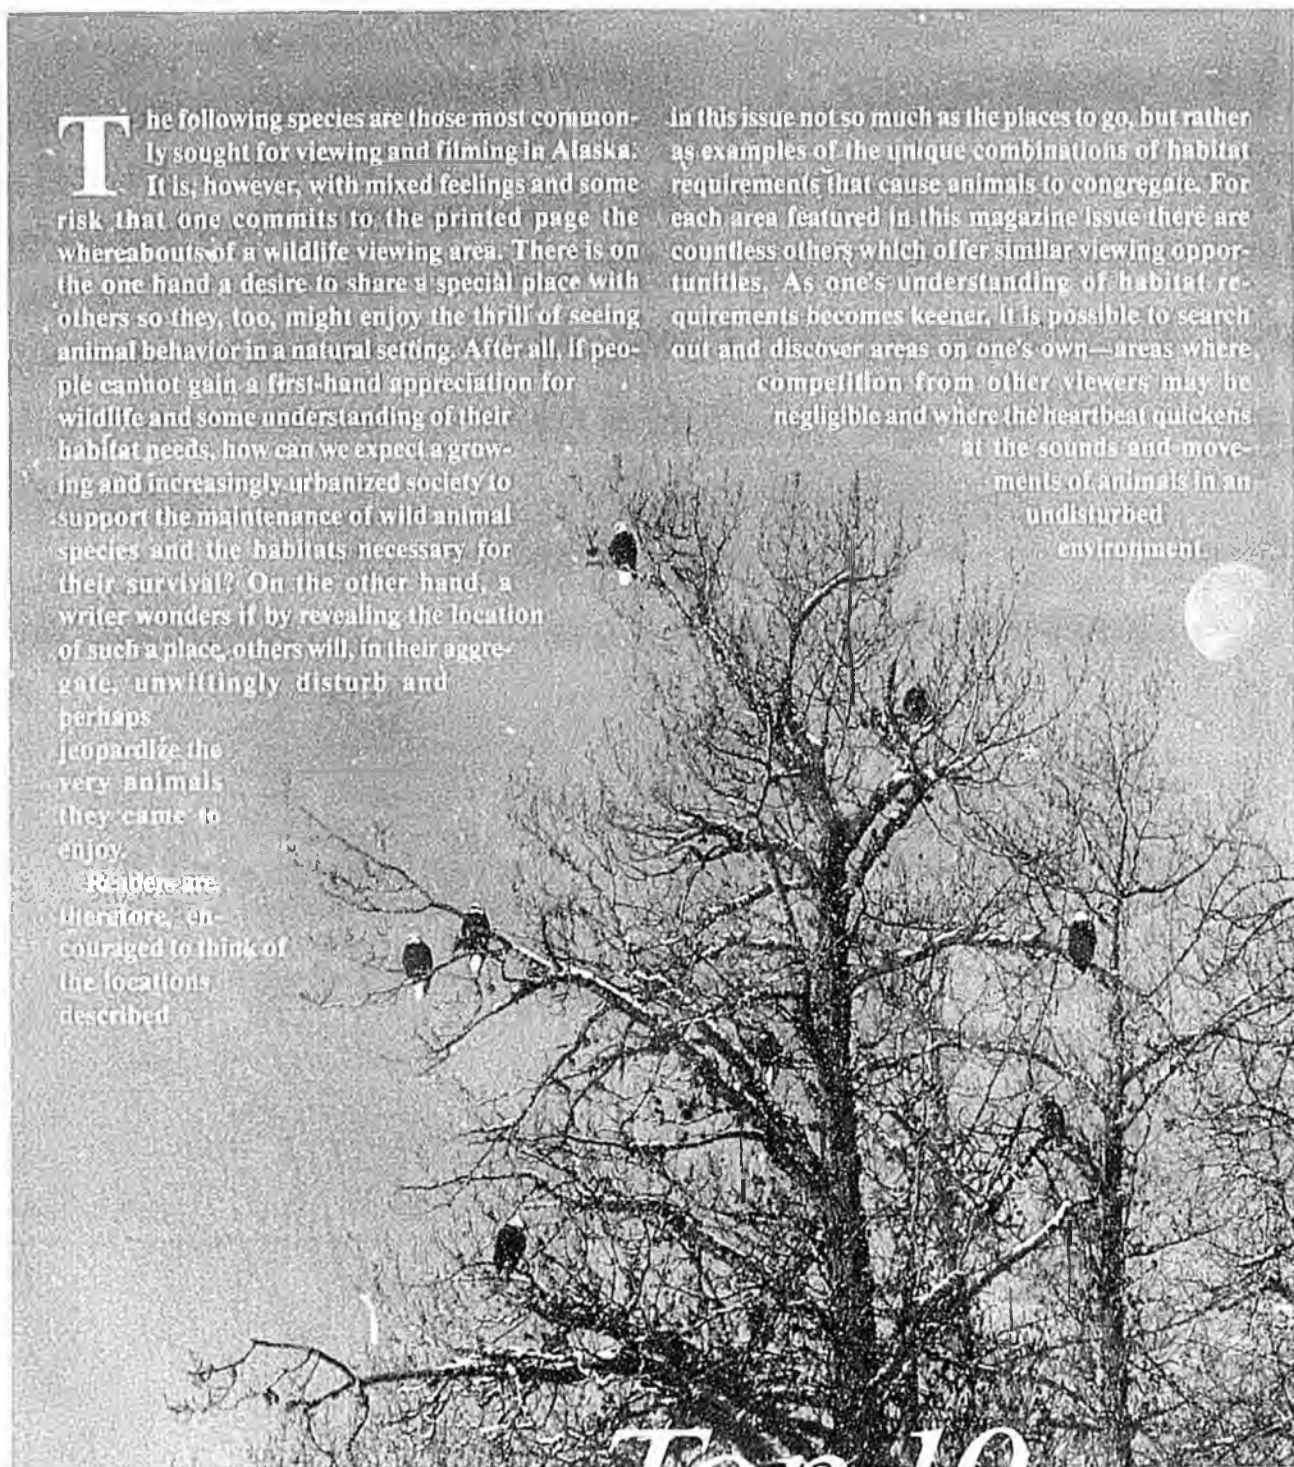 The following species are those most common-
ly sought for viewing and filming in Alaska.
It is, however, with mixed feelings and some
risk that one commits to the printed page the
whereabouts of a wildlife viewing area. There is on
the one hand a desire to share a special place with
others so they, too, might enjoy the thrill of seeing
animal behavior in a natural setting. After all, if peo-
ple cannot gain a first-hand appreciation for
wildlife and some understanding of their
habitat needs, how can we expect a grow-
ing and increasingly urbanized society to
support the maintenance of wild animal
species and the habitats necessary for
their survival? On the other hand, a
writer wonders if by revealing the location
of such a place, others will, in their aggre-
gate, unwittingly disturb and
perhaps
jeopardize the
very animals
they came to
enjoy.
Readers are,
therefore, en-
couraged to think of
the locations
described
in this issue not so much as the places to go, but rather
as examples of the unique combinations of habitat
requirements that cause animals to congregate. For
each area featured in this magazine issue there are
countless others which offer similar viewing oppor-
tunities. As one's understanding of habitat re-
quirements becomes keener, it is possible to search
out and discover areas on one's own—areas where
competition from other viewers may be
negligible and where the heartbeat quickens
at the sounds and move-
ments of animals in an
undisturbed
environment.
Top 10